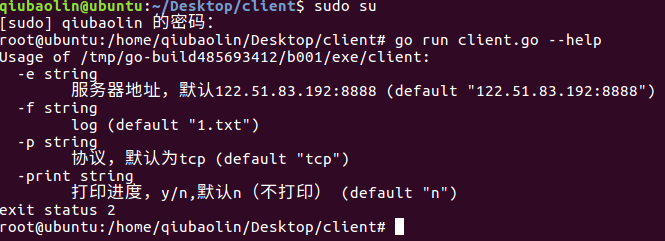 qiubaolin@ubuntu:~/Desktop/client$ sudo su
[sudo] qiubaolin 的密码：
root@ubuntu:/home/qiubaolin/Desktop/client# go run client.go --help
Usage of /tmp/go-build485693412/b001/exe/client:
-e string
服务器地址，默认122.51.83.192:8888 (default "122.51.83.192:8888")
-f string
log (default "1.txt")
-p string
协议，默认为tcp (default "tcp")
-print string
打印进度，y/n,默认n（不打印） (default "n")
exit status 2
root@ubuntu:/home/qiubaolin/Desktop/client#